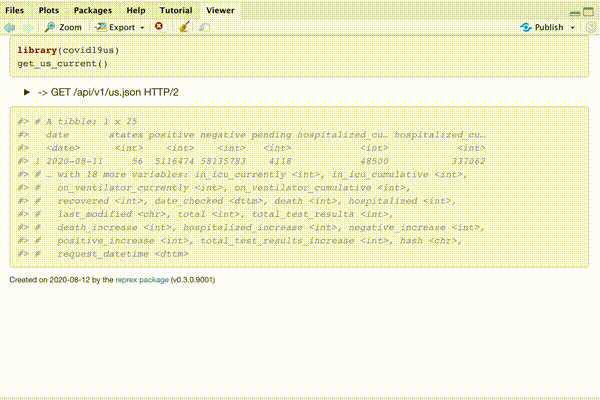 Files Plots Packages Help Tutorial Viewer
Zoom Export Publish
library(covid19us)
get_us_current()
▶ -> GET /api/v1/us.json HTTP/2
#> # A tibble: 1 x 25
#>   date       states positive negative pending hospitalized_cu… hospitalized_cu…
#>   <date>      <int>    <int>    <int>   <int>            <int>            <int>
#> 1 2020-08-11     56  5116474 58135783    4118            48500           337062
#> # … with 18 more variables: in_icu_currently <int>, in_icu_cumulative <int>,
#> #   on_ventilator_currently <int>, on_ventilator_cumulative <int>,
#> #   recovered <int>, date_checked <dttm>, death <int>, hospitalized <int>,
#> #   last_modified <chr>, total <int>, total_test_results <int>,
#> #   death_increase <int>, hospitalized_increase <int>, negative_increase <int>,
#> #   positive_increase <int>, total_test_results_increase <int>, hash <chr>,
#> #   request_datetime <dttm>
Created on 2020-08-12 by the reprex package (v0.3.0.9001)